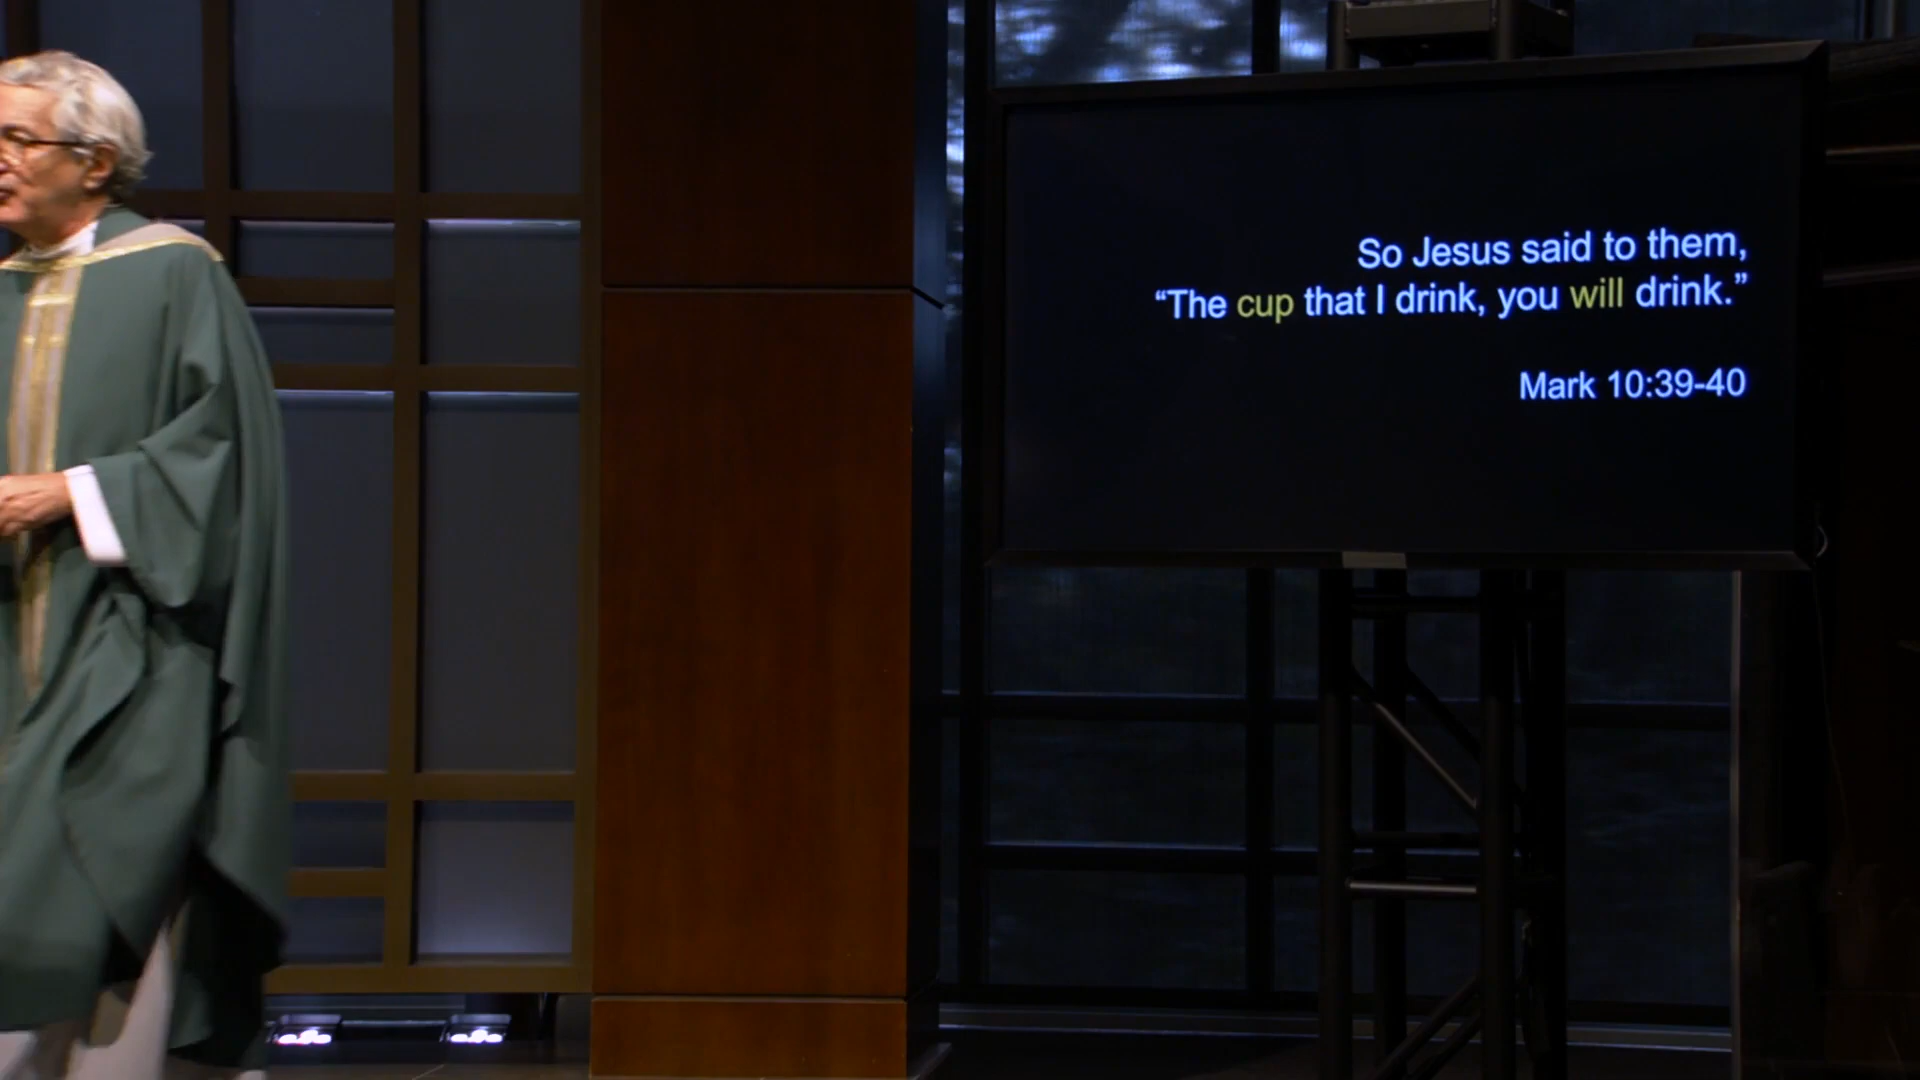 So Jesus said to them,
“The cup that I drink, you will drink.”
Mark 10:39-40